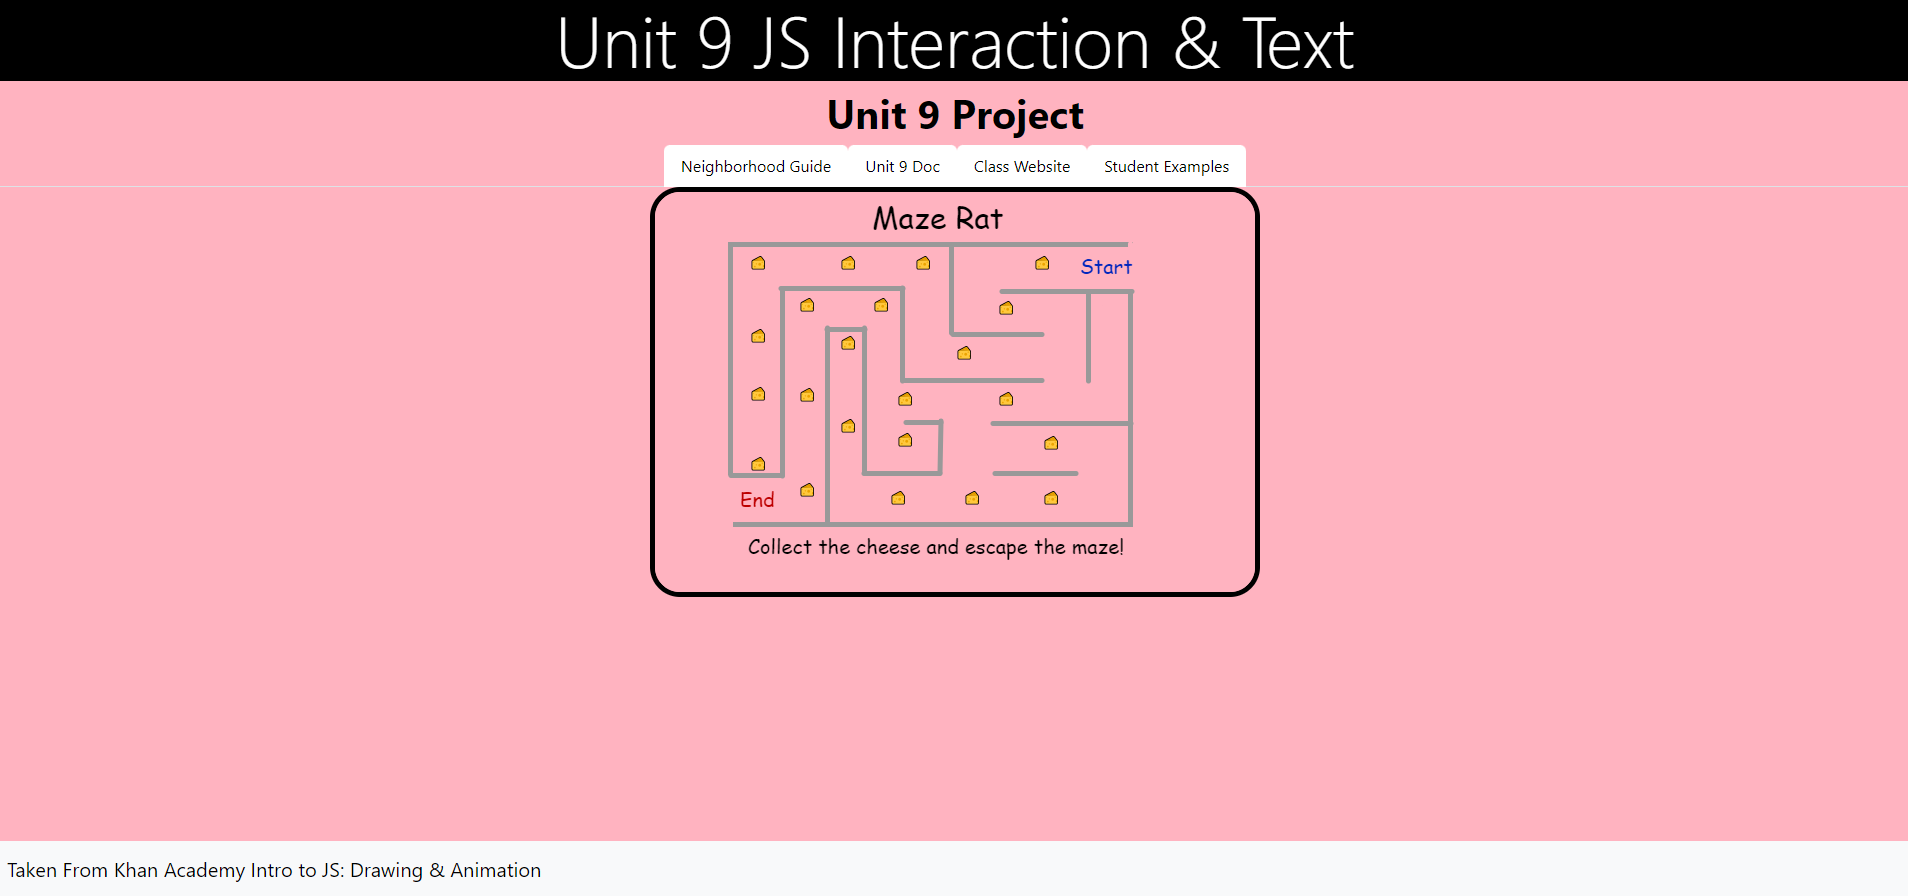 Unit 9 JS Interaction & Text
Unit 9 Project
Neighborhood Guide
Unit 9 Doc
Class Website
Student Examples
Maze Rat
Start
End
Collect the cheese and escape the maze!
Taken From Khan Academy Intro to JS: Drawing & Animation